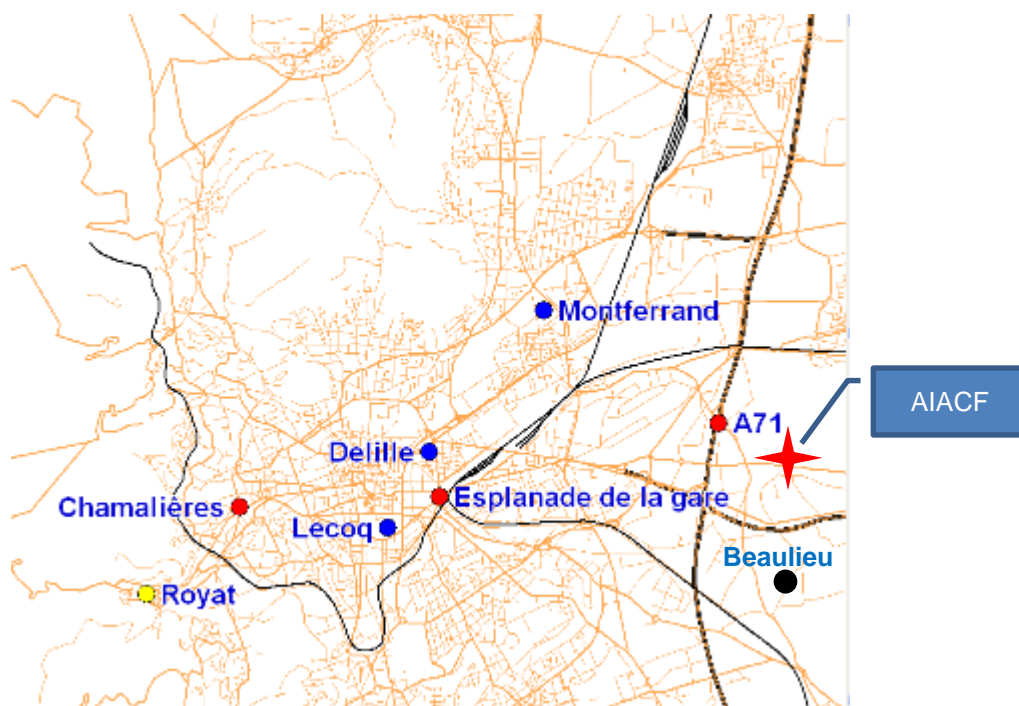 Montferrand
AIACF
A71
Delille
Esplanade de la gare
Chamalières
Lecoq
Beaulieu
Royat